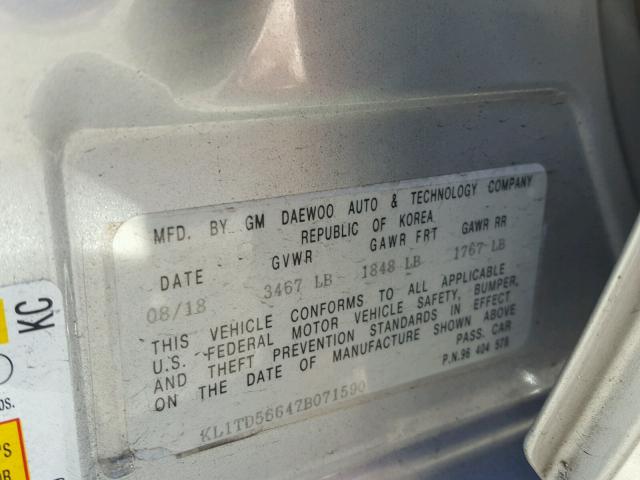 MFD. BY GM DAEWOO AUTO & TECHNOLOGY COMPANY
REPUBLIC OF KOREA
DATE GVWR GAWR FRT GAWR RR
08/18 3467 LB 1848 LB 1767 LB
THIS VEHICLE CONFORMS TO ALL APPLICABLE
U.S. FEDERAL MOTOR VEHICLE SAFETY, BUMPER,
AND THEFT PREVENTION STANDARDS IN EFFECT
ON THE DATE OF MANUFACTURE SHOWN ABOVE
PASS. CAR
P.N.96 404 578
KL1TD56647B071590
KC
OS.
'S
OR